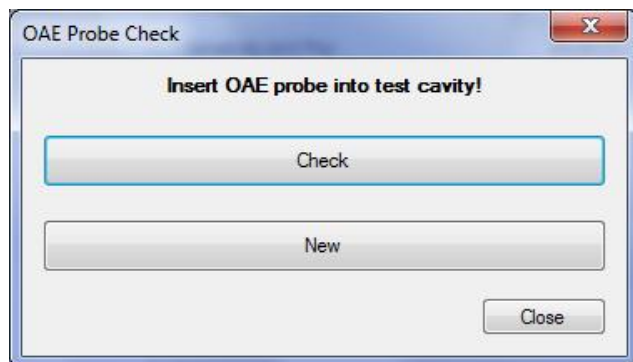 OAE Probe Check
Insert OAE probe into test cavity!
Check
New
Close